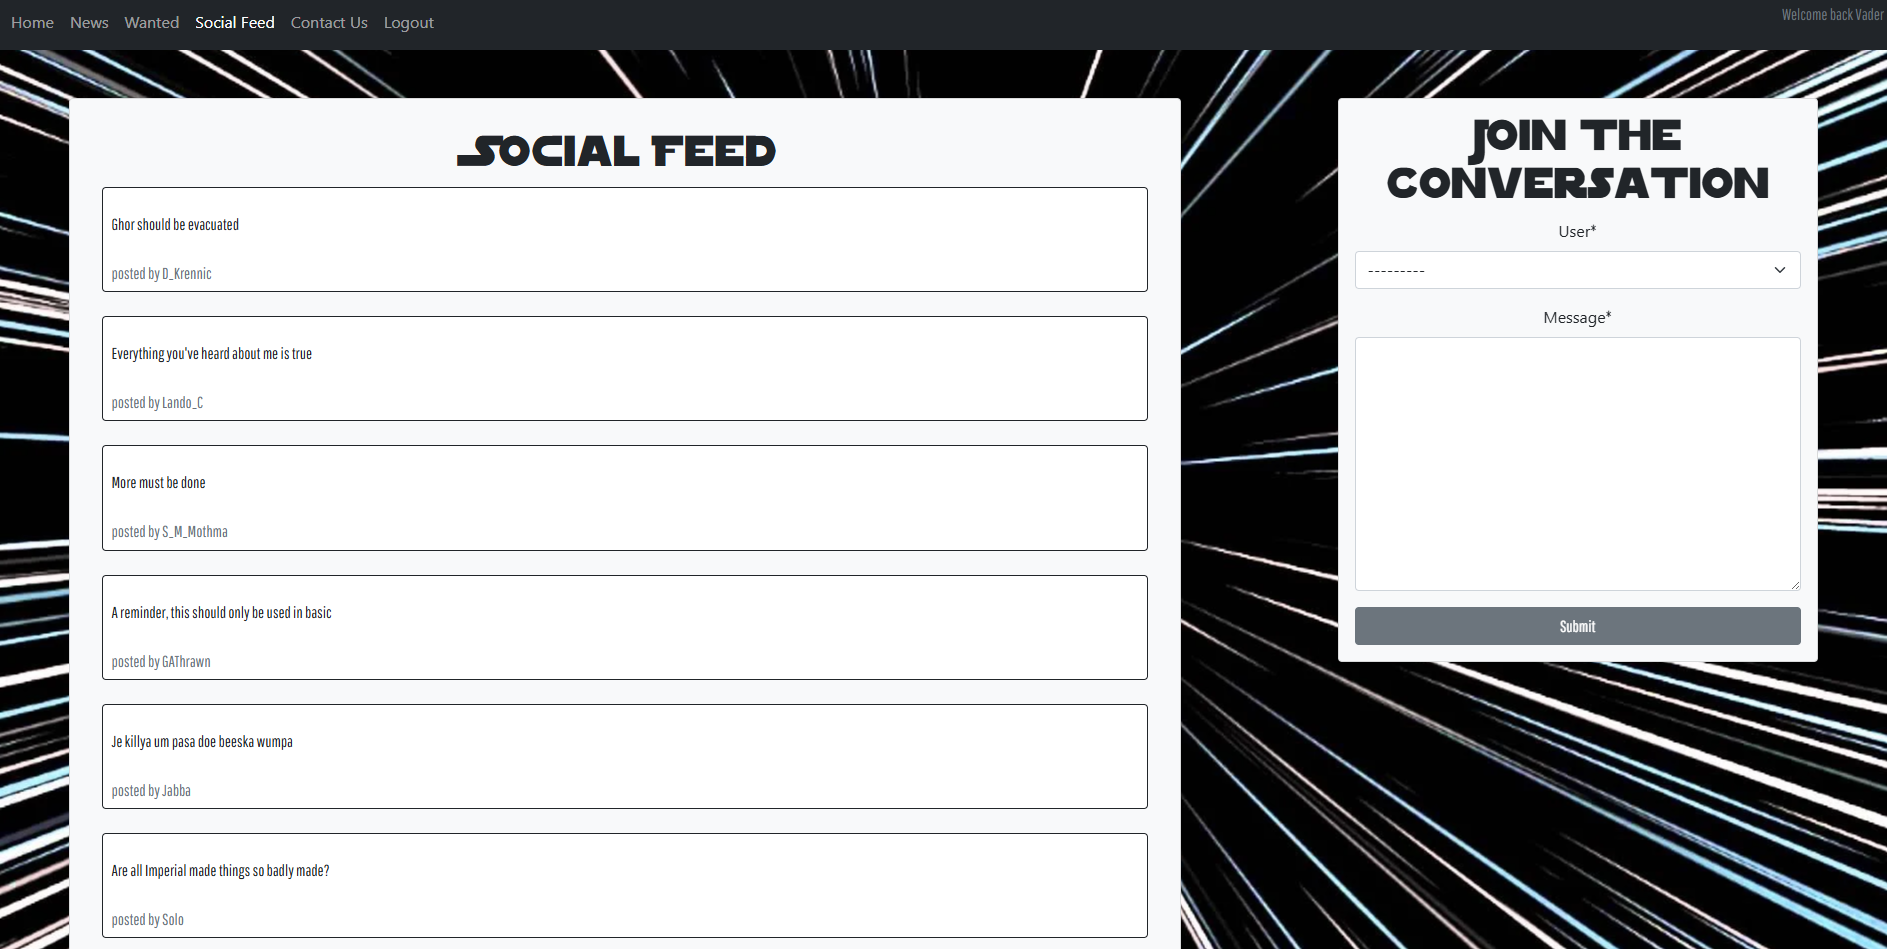 Home News Wanted Social Feed Contact Us Logout
Welcome back Vader
Social Feed
Ghor should be evacuated
posted by D_Krennic
Everything you've heard about me is true
posted by Lando_C
More must be done
posted by S_M_Mothma
A reminder, this should only be used in basic
posted by GAThrawn
Je killya um pasa doe beeska wumpa
posted by Jabba
Are all Imperial made things so badly made?
posted by Solo
Join the
Conversation
User*
---------
Message*
Submit